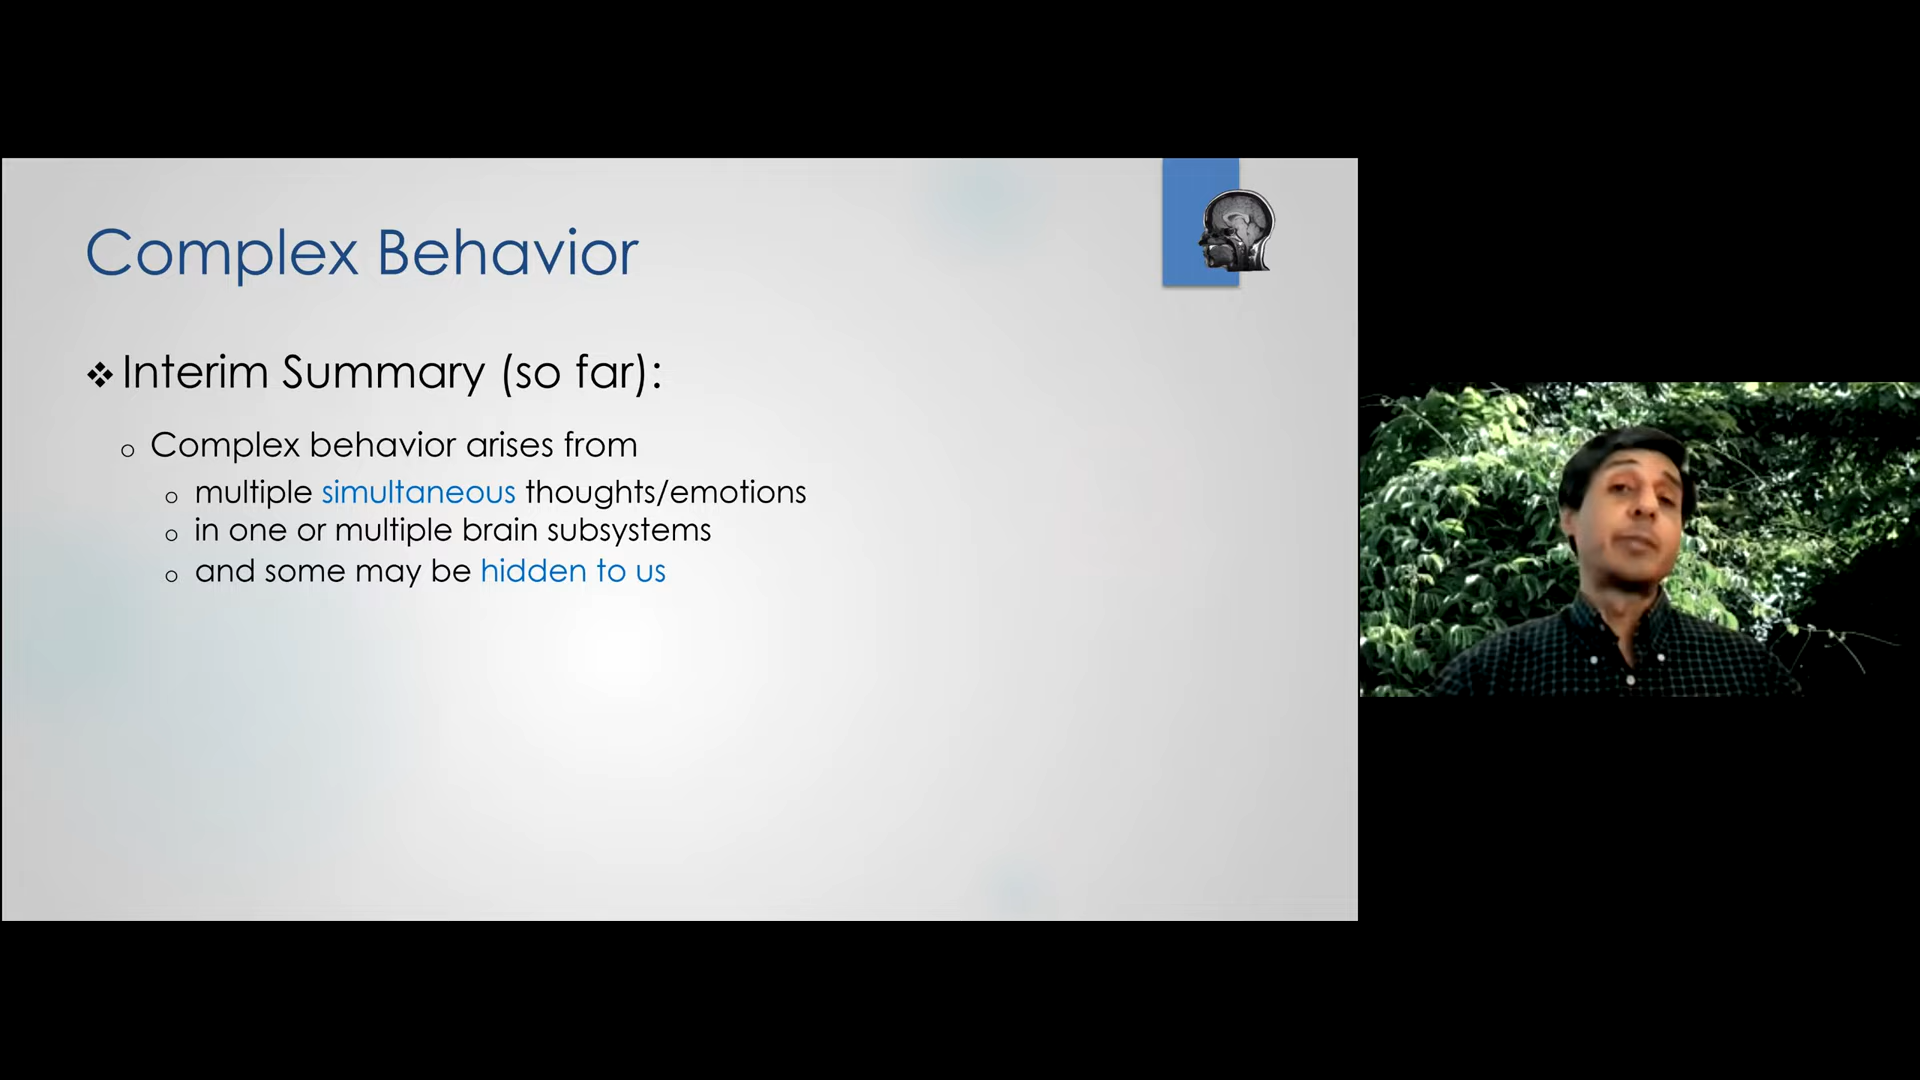 Complex Behavior
❖ Interim Summary (so far):
o Complex behavior arises from
o multiple simultaneous thoughts/emotions
o in one or multiple brain subsystems
o and some may be hidden to us